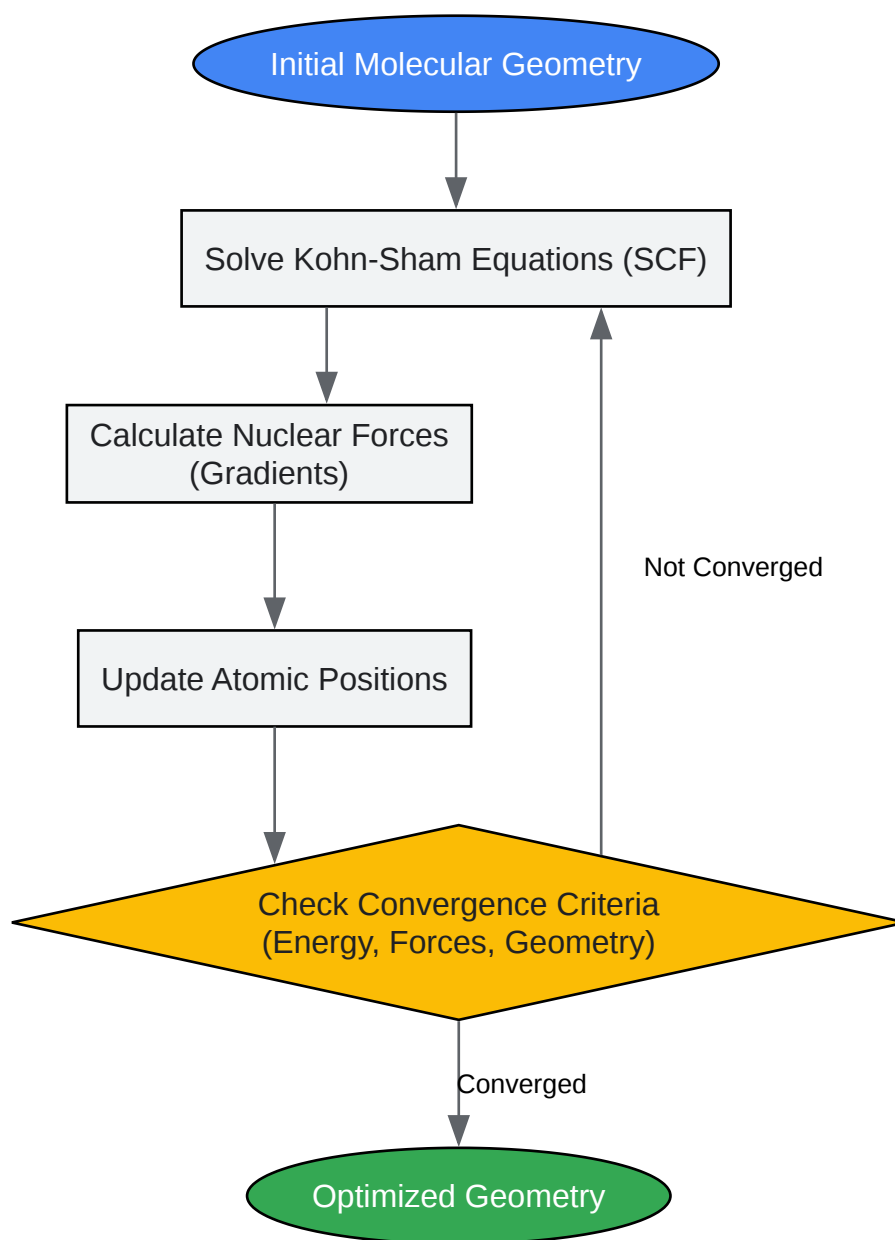 Initial Molecular Geometry
Solve Kohn-Sham Equations (SCF)
Calculate Nuclear Forces
(Gradients)
Not Converged
Update Atomic Positions
Check Convergence Criteria
(Energy, Forces, Geometry)
Converged
Optimized Geometry